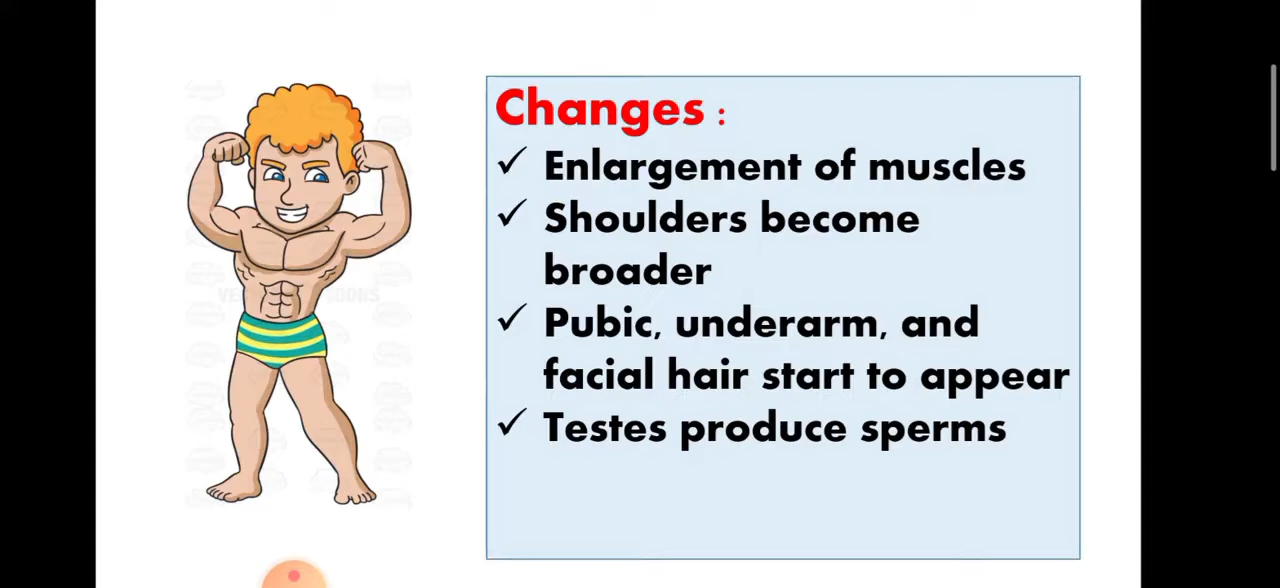 Changes :
✓ Enlargement of muscles
✓ Shoulders become
broader
✓ Pubic, underarm, and
facial hair start to appear
✓ Testes produce sperms